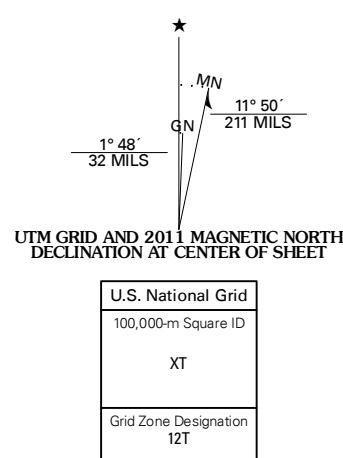 ★
MN
GN
11° 50´
211 MILS
1° 48´
32 MILS
UTM GRID AND 2011 MAGNETIC NORTH
DECLINATION AT CENTER OF SHEET
U.S. National Grid
100,000-m Square ID
XT
Grid Zone Designation
12T